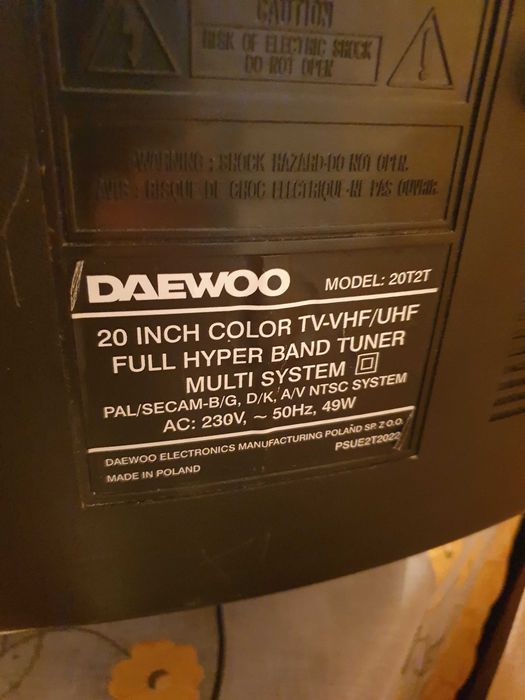 CAUTION
RISK OF ELECTRIC SHOCK
DO NOT OPEN
WARNING : SHOCK HAZARD-DO NOT OPEN.
AVIS : RISQUE DE CHOC ELECTRIQUE-NE PAS OUVRIR.
DAEWOO MODEL: 20T2T
20 INCH COLOR TV-VHF/UHF
FULL HYPER BAND TUNER
MULTI SYSTEM
PAL/SECAM-B/G, D/K, A/V NTSC SYSTEM
AC: 230V, ~ 50Hz, 49W
DAEWOO ELECTRONICS MANUFACTURING POLAND SP. Z O.O.
PSUE2T2022
MADE IN POLAND